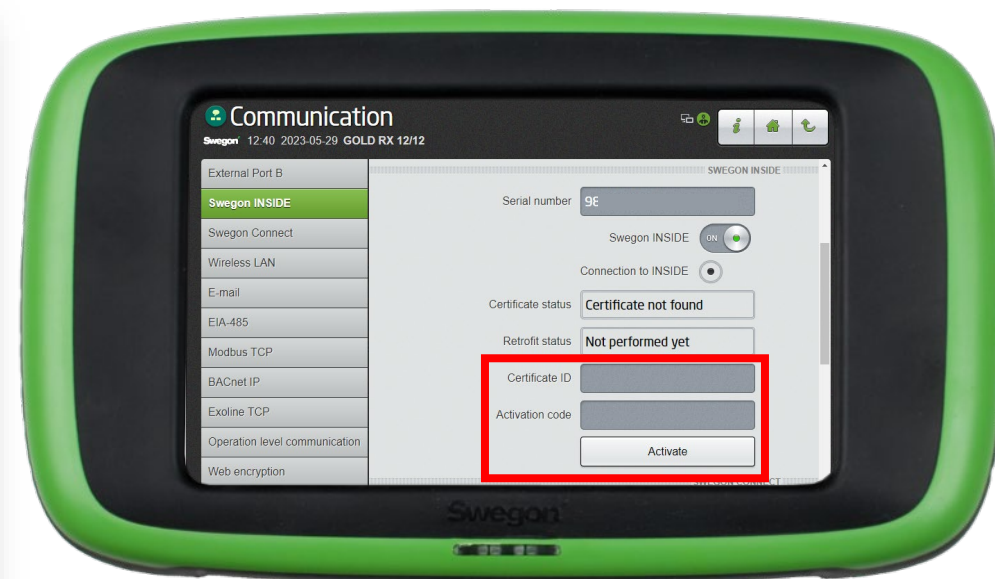 Communication
Swegon 12:40 2023-05-29 GOLD RX 12/12
External Port B
Swegon INSIDE
Swegon Connect
Wireless LAN
E-mail
EIA-485
Modbus TCP
BACnet IP
Exoline TCP
Operation level communication
Web encryption
SWEGON INSIDE
Serial number 98
Swegon INSIDE ON
Connection to INSIDE
Certificate status Certificate not found
Retrofit status Not performed yet
Certificate ID
Activation code
Activate
SWEGON CONNECT
Swegon